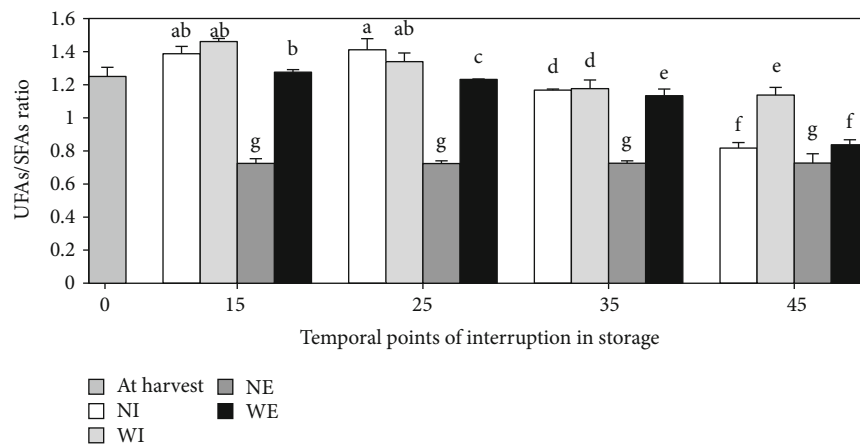 UFAs/SFAs ratio
1.6
1.4
1.2
1
0.8
0.6
0.4
0.2
0
ab ab g b
a ab g c
d d g e
f e g f
0 15 25 35 45
Temporal points of interruption in storage
At harvest NE
NI WE
WI